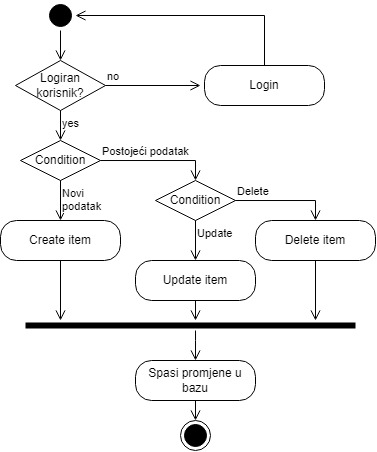 Logiran
korisnik?
no
Login
yes
Condition
Postojeći podatak
Novi
podatak
Condition
Delete
Update
Create item
Delete item
Update item
Spasi promjene u
bazu